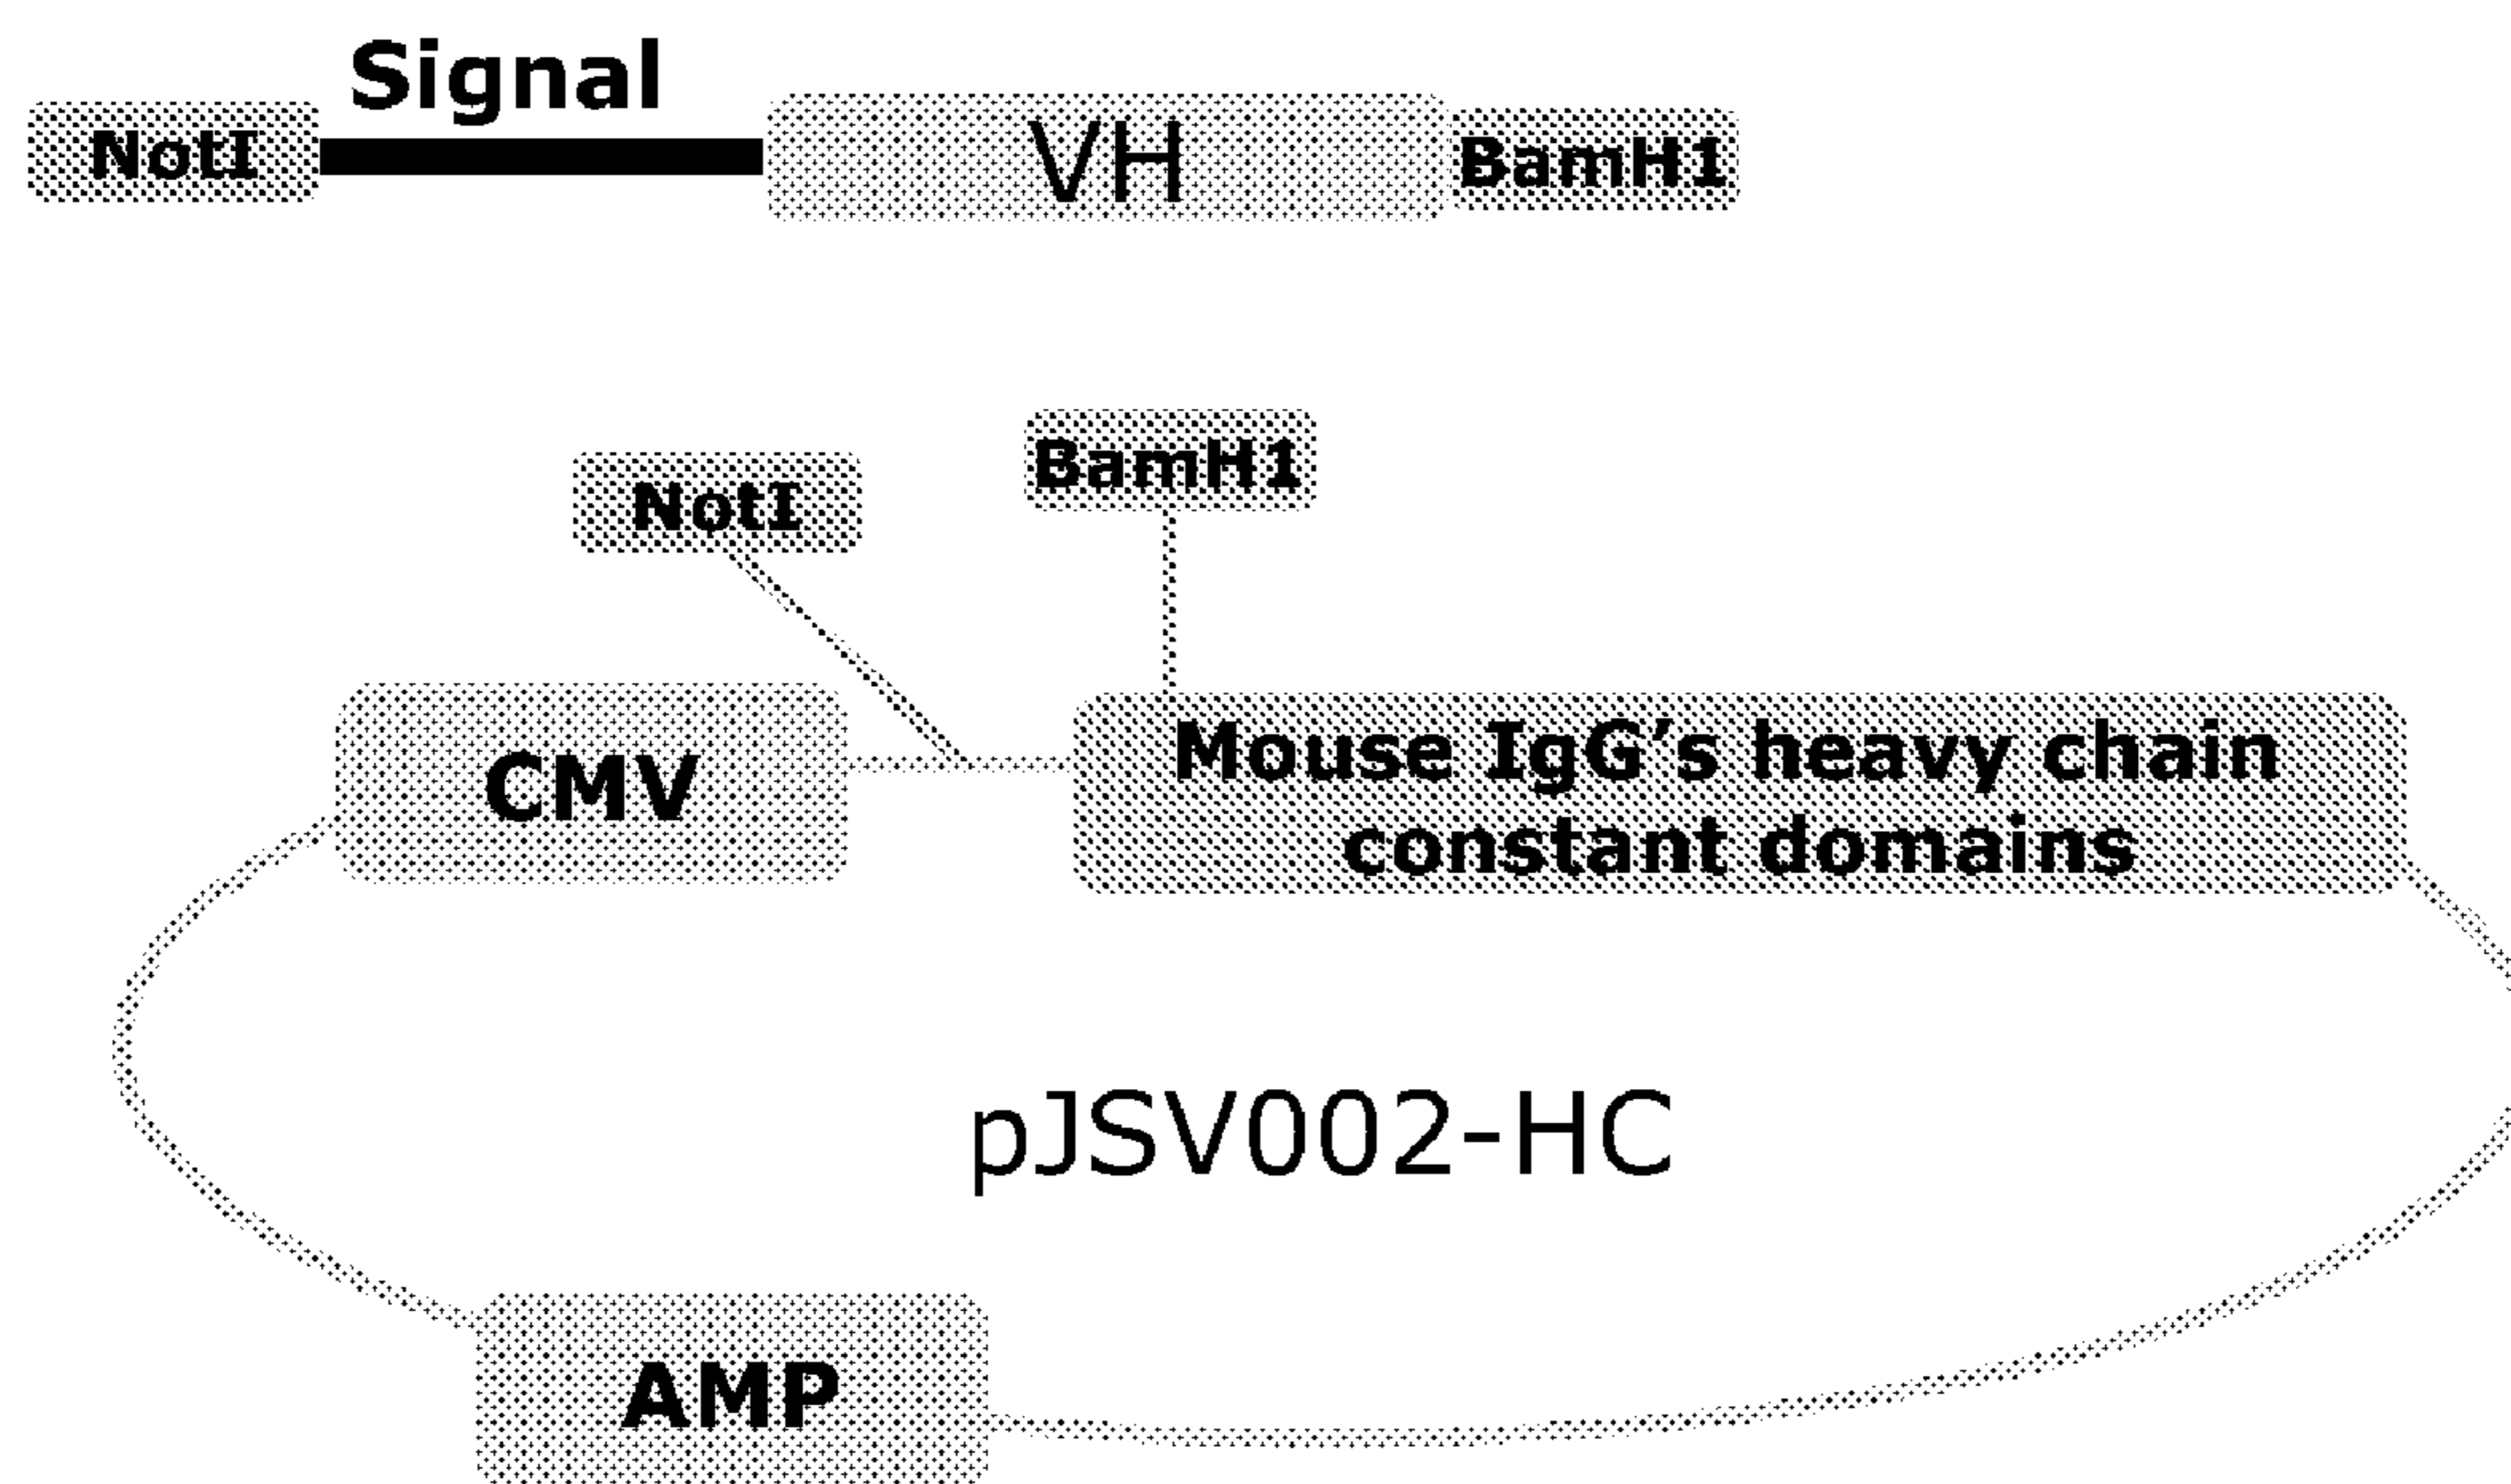 Signal
NotI
VH
BamH1
BamH1
NotI
CMV
Mouse IgG’s heavy chain
constant domains
pJSV002-HC
AMP